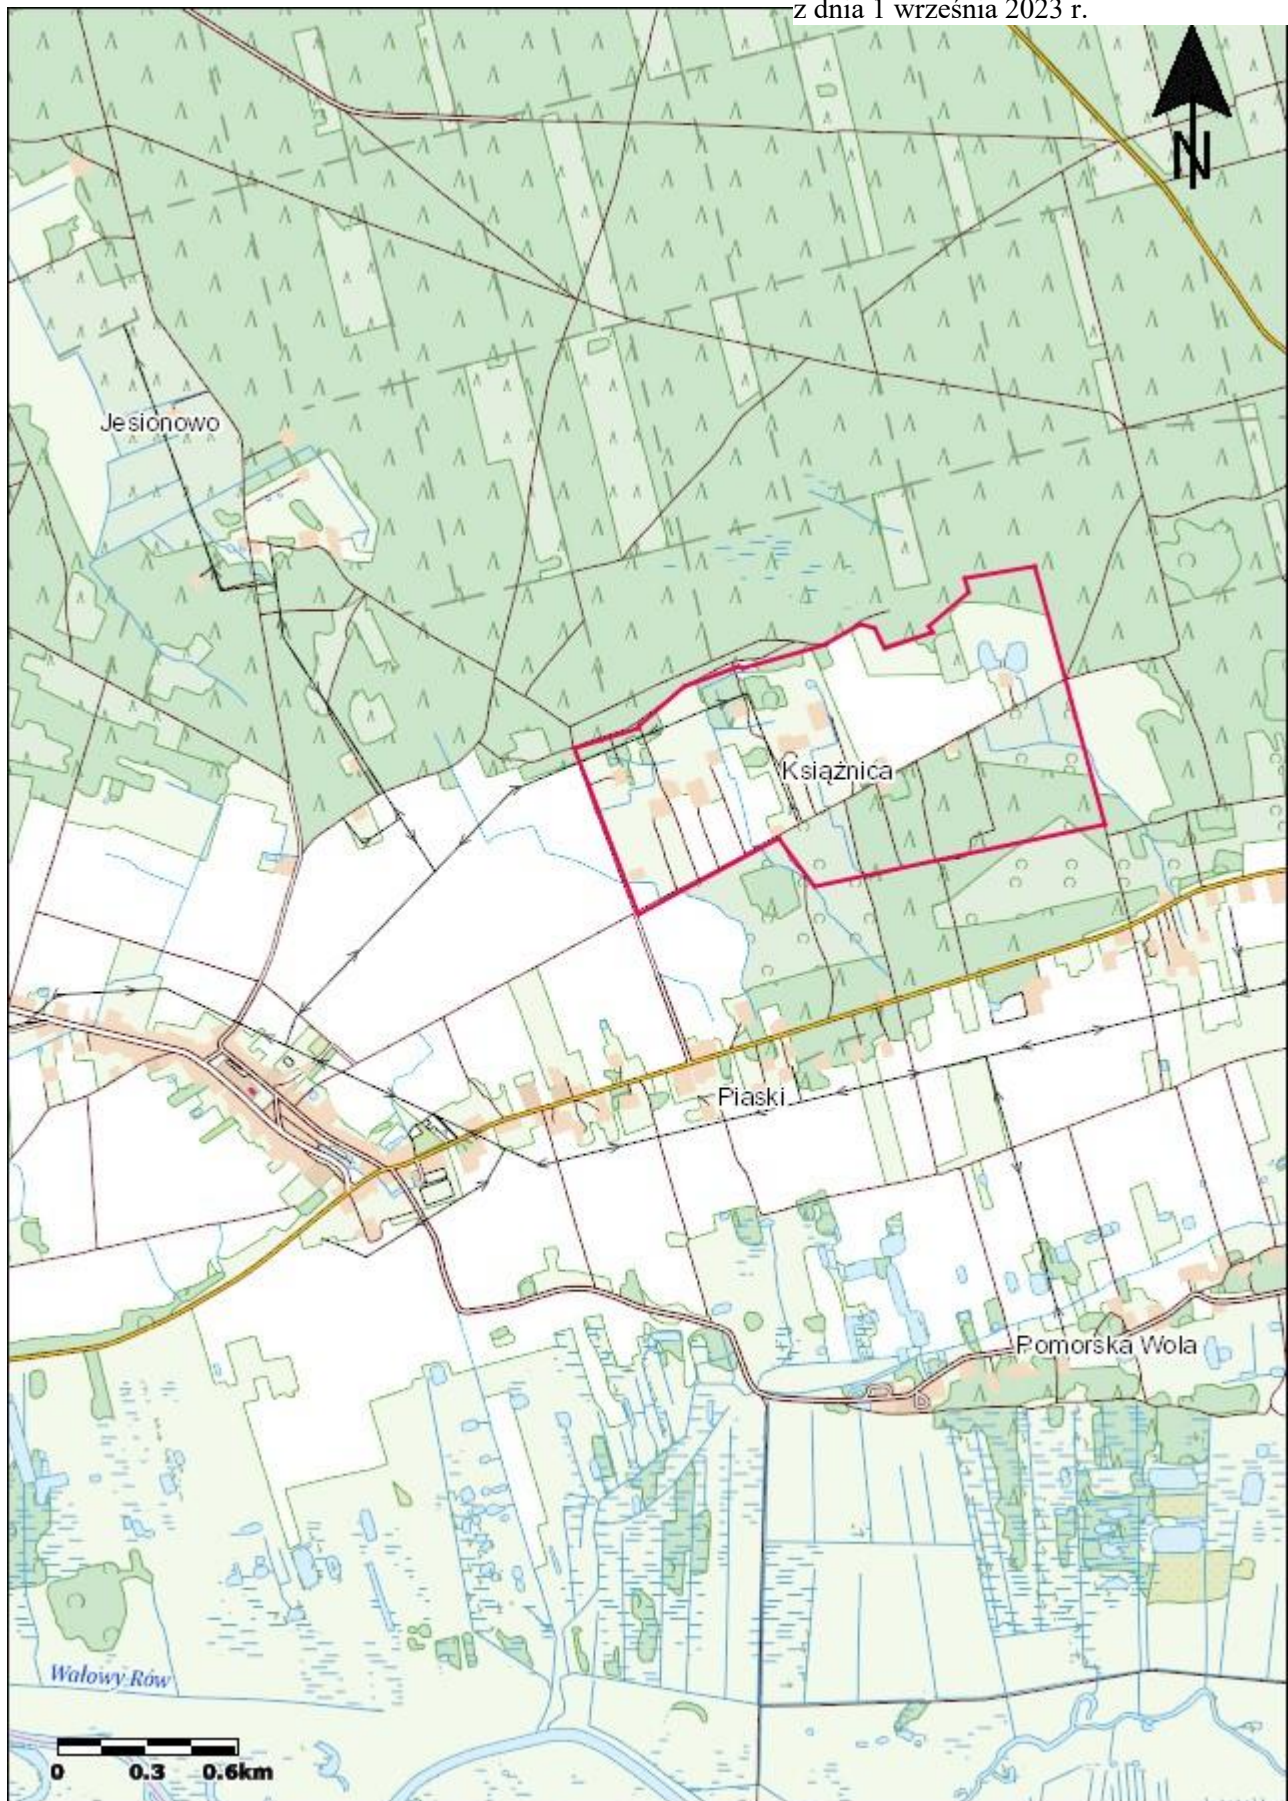 z dnia 1 września 2023 r.
N
Jesionowo
Książnica
Piaski
Pomorska Wola
Wałowy Rów
0 0.3 0.6km